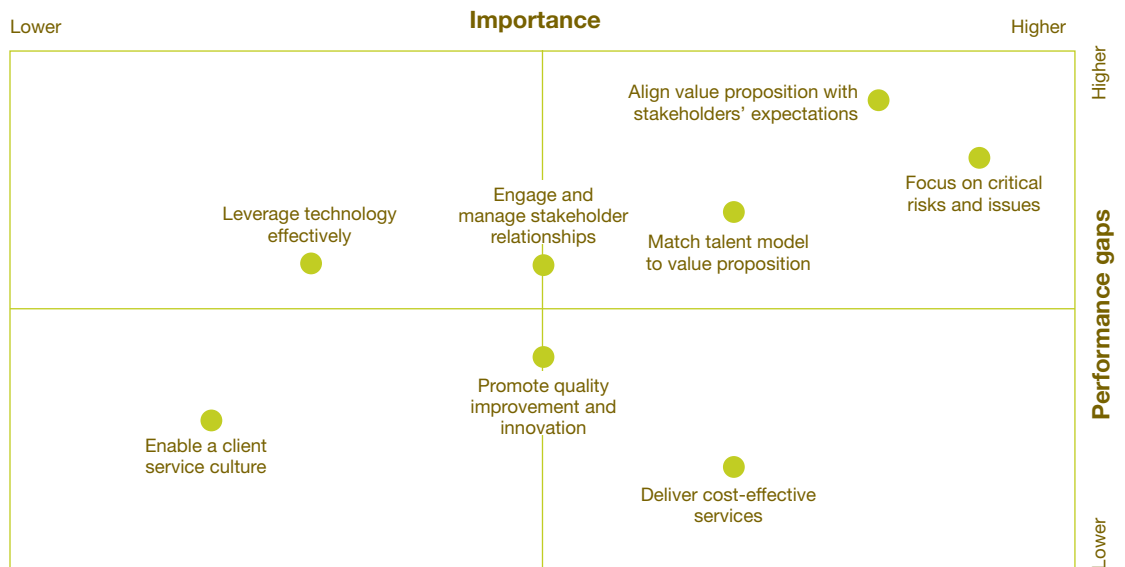 Importance
Lower
Higher
Higher
Align value proposition with
stakeholders’ expectations
Focus on critical
risks and issues
Engage and
manage stakeholder
relationships
Leverage technology
effectively
Match talent model
to value proposition
Performance gaps
Promote quality
improvement and
innovation
Enable a client
service culture
Deliver cost-effective
services
Lower